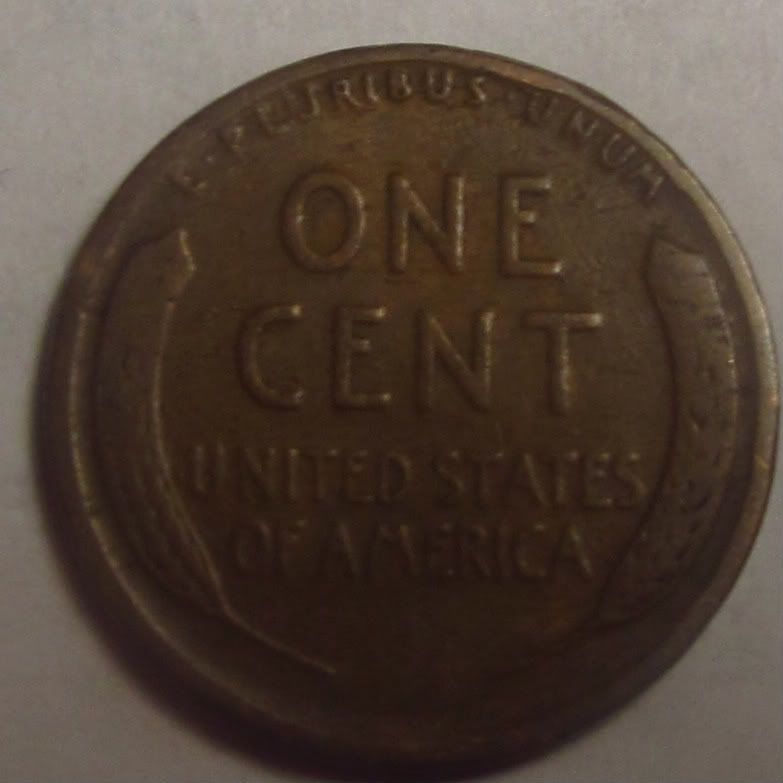 E · PLURIBUS · UNUM
ONE
CENT
UNITED STATES
OF AMERICA